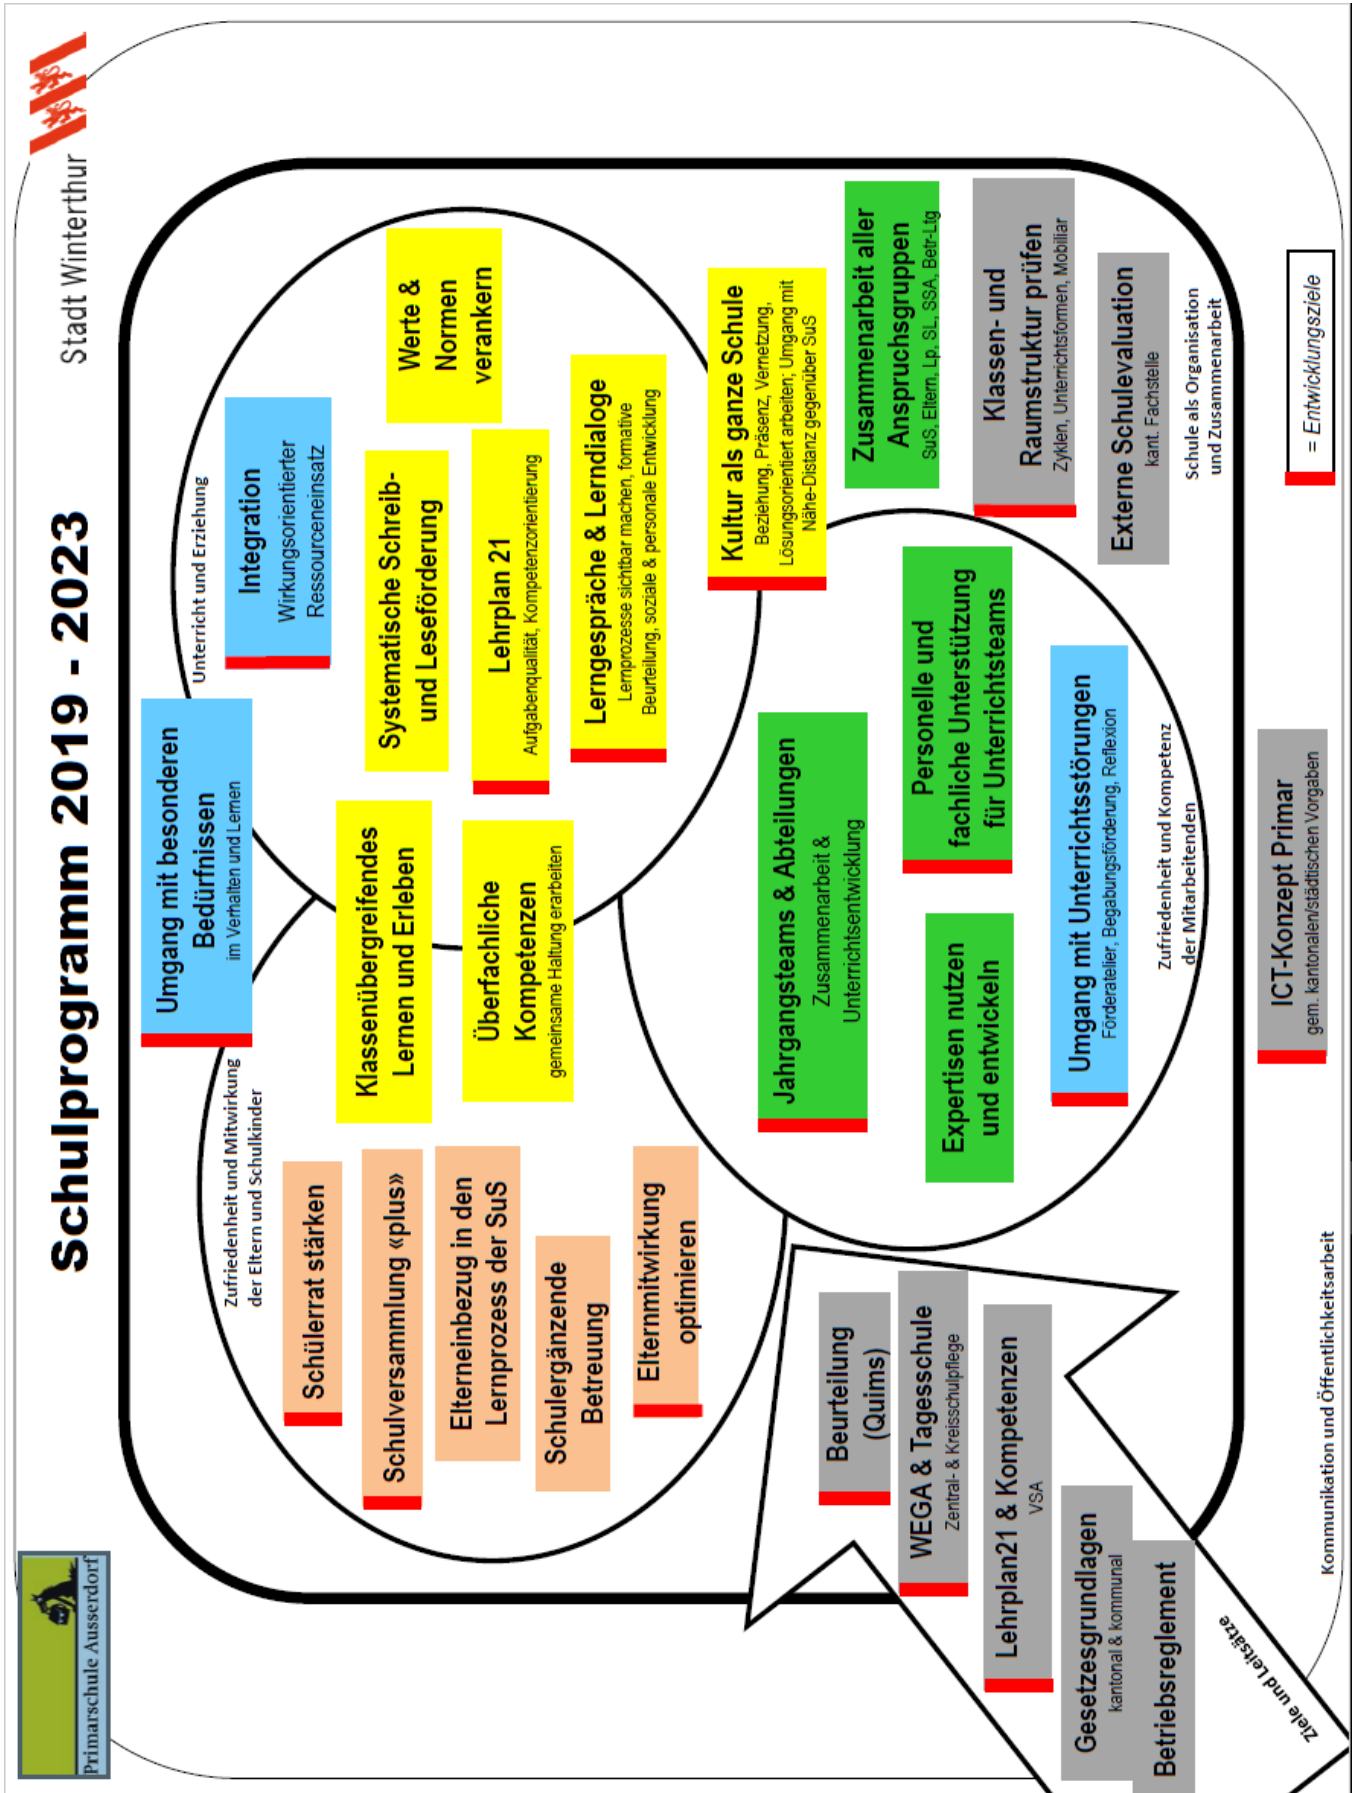 Primarschule Ausserdorf
Schulprogramm 2019 - 2023
Stadt Winterthur
Umgang mit besonderen
Bedürfnissen
im Verhalten und Lernen
Unterricht und Erziehung
Integration
Wirkungsorientierter
Ressourceneinsatz
Zufriedenheit und Mitwirkung
der Eltern und Schulkinder
Schülerrat stärken
Schulversammlung «plus»
Elterneinbezug in den
Lernprozess der SuS
Schulergänzende
Betreuung
Elternmitwirkung
optimieren
Klassenübergreifendes
Lernen und Erleben
Überfachliche
Kompetenzen
gemeinsame Haltung erarbeiten
Systematische Schreib-
und Leseförderung
Werte &
Normen
verankern
Lehrplan 21
Aufgabenqualität, Kompetenzorientierung
Lerngespräche & Lerndialoge
Lernprozesse sichtbar machen, formative
Beurteilung, soziale & personale Entwicklung
Kultur als ganze Schule
Beziehung, Präsenz, Vernetzung,
Lösungsorientiert arbeiten; Umgang mit
Nähe-Distanz gegenüber SuS
Jahrgangsteams & Abteilungen
Zusammenarbeit &
Unterrichtsentwicklung
Personelle und
fachliche Unterstützung
für Unterrichtsteams
Expertisen nutzen
und entwickeln
Umgang mit Unterrichtsstörungen
Förderatelier, Begabungsförderung, Reflexion
Zufriedenheit und Kompetenz
der Mitarbeitenden
Zusammenarbeit aller
Anspruchsgruppen
SuS, Eltern, Lp, SL, SSA, Betr-Ltg
Klassen- und
Raumstruktur prüfen
Zyklen, Unterrichtsformen, Mobiliar
Externe Schulevaluation
kant. Fachstelle
Schule als Organisation
und Zusammenarbeit
Beurteilung
(Quims)
WEGA & Tagesschule
Zentral- & Kreisschulpflege
Lehrplan21 & Kompetenzen
VSA
Gesetzesgrundlagen
kantonal & kommunal
Betriebsreglement
Ziele und Leitsätze
ICT-Konzept Primar
gem. kantonalen/städtischen Vorgaben
= Entwicklungsziele
Kommunikation und Öffentlichkeitsarbeit